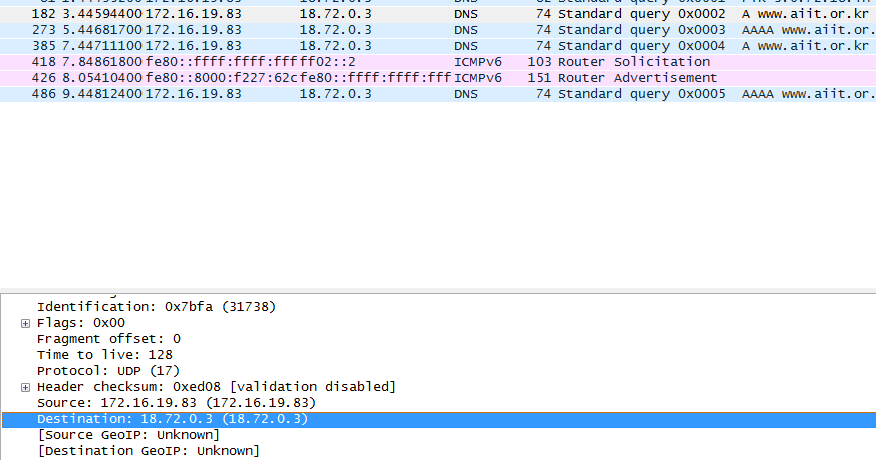 182 3.44594400 172.16.19.83 18.72.0.3 DNS 74 Standard query 0x0002 A www.aiit.or.kr
273 5.44681700 172.16.19.83 18.72.0.3 DNS 74 Standard query 0x0003 AAAA www.aiit.or.
385 7.44711100 172.16.19.83 18.72.0.3 DNS 74 Standard query 0x0004 A www.aiit.or.kr
418 7.84861800 fe80::ffff:ffff:fffff02::2 ICMPv6 103 Router Solicitation
426 8.05410400 fe80::8000:f227:62cfe80::ffff:ffff:fff ICMPv6 151 Router Advertisement
486 9.44812400 172.16.19.83 18.72.0.3 DNS 74 Standard query 0x0005 AAAA www.aiit.or.
Identification: 0x7bfa (31738)
Flags: 0x00
Fragment offset: 0
Time to live: 128
Protocol: UDP (17)
Header checksum: 0xed08 [validation disabled]
Source: 172.16.19.83 (172.16.19.83)
Destination: 18.72.0.3 (18.72.0.3)
[Source GeoIP: Unknown]
[Destination GeoIP: Unknown]